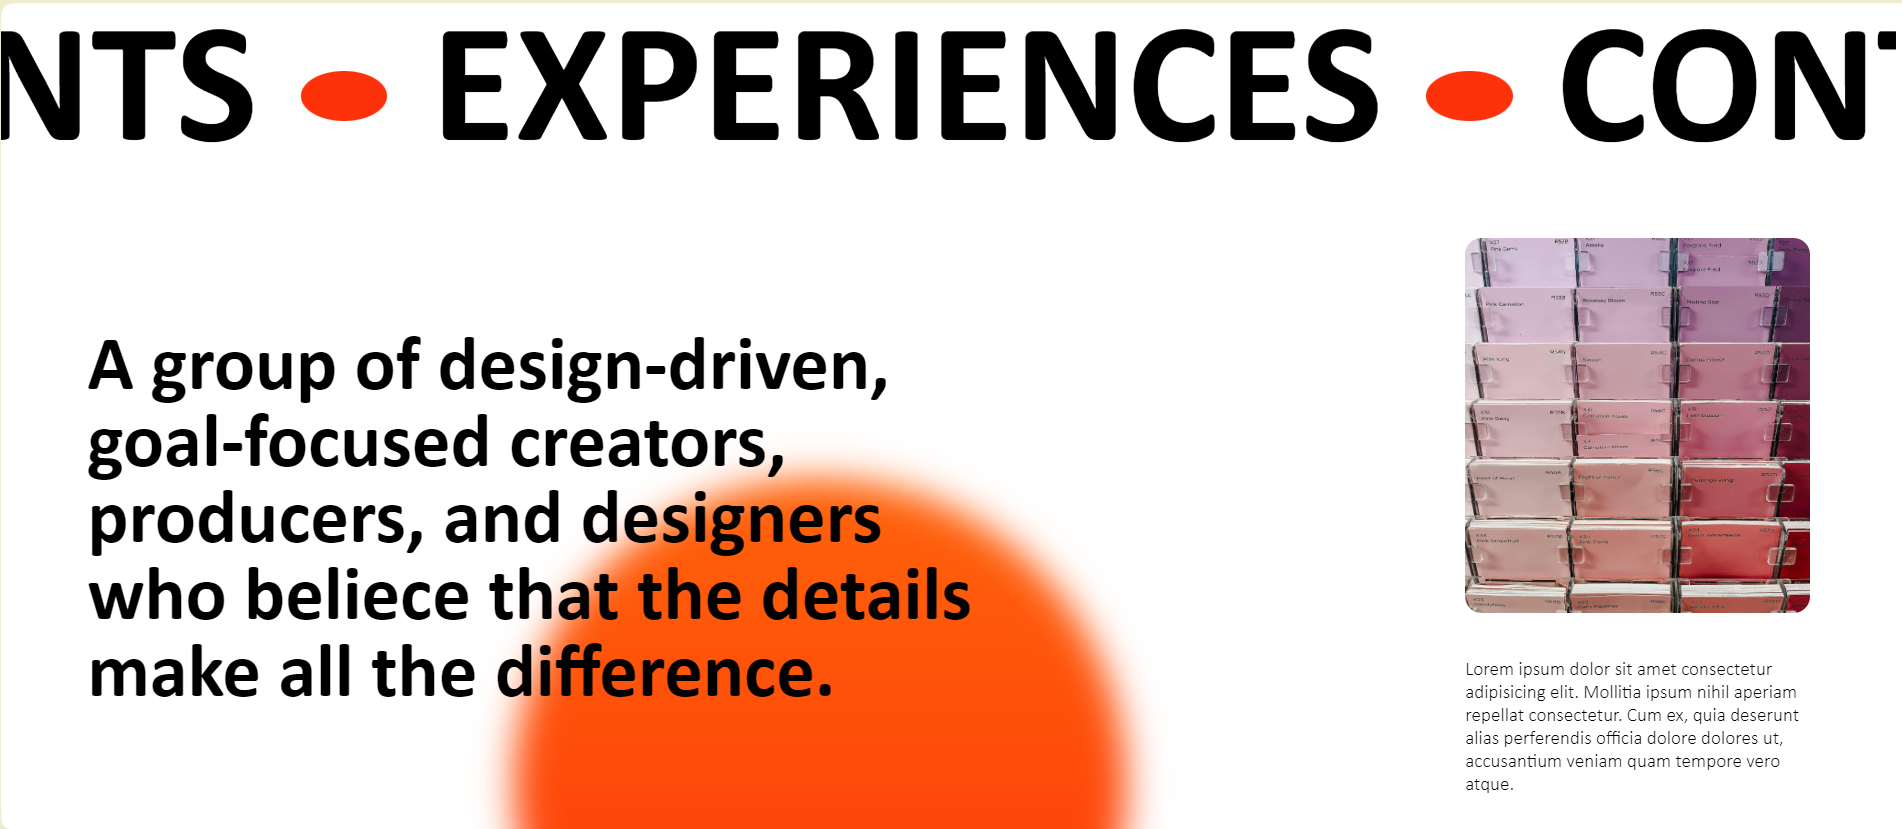 NTS EXPERIENCES CONT
A group of design-driven,
goal-focused creators,
producers, and designers
who beliece that the details
make all the difference.
Lorem ipsum dolor sit amet consectetur
adipisicing elit. Mollitia ipsum nihil aperiam
repellat consectetur. Cum ex, quia deserunt
alias perferendis officia dolore dolores ut,
accusantium veniam quam tempore vero
atque.